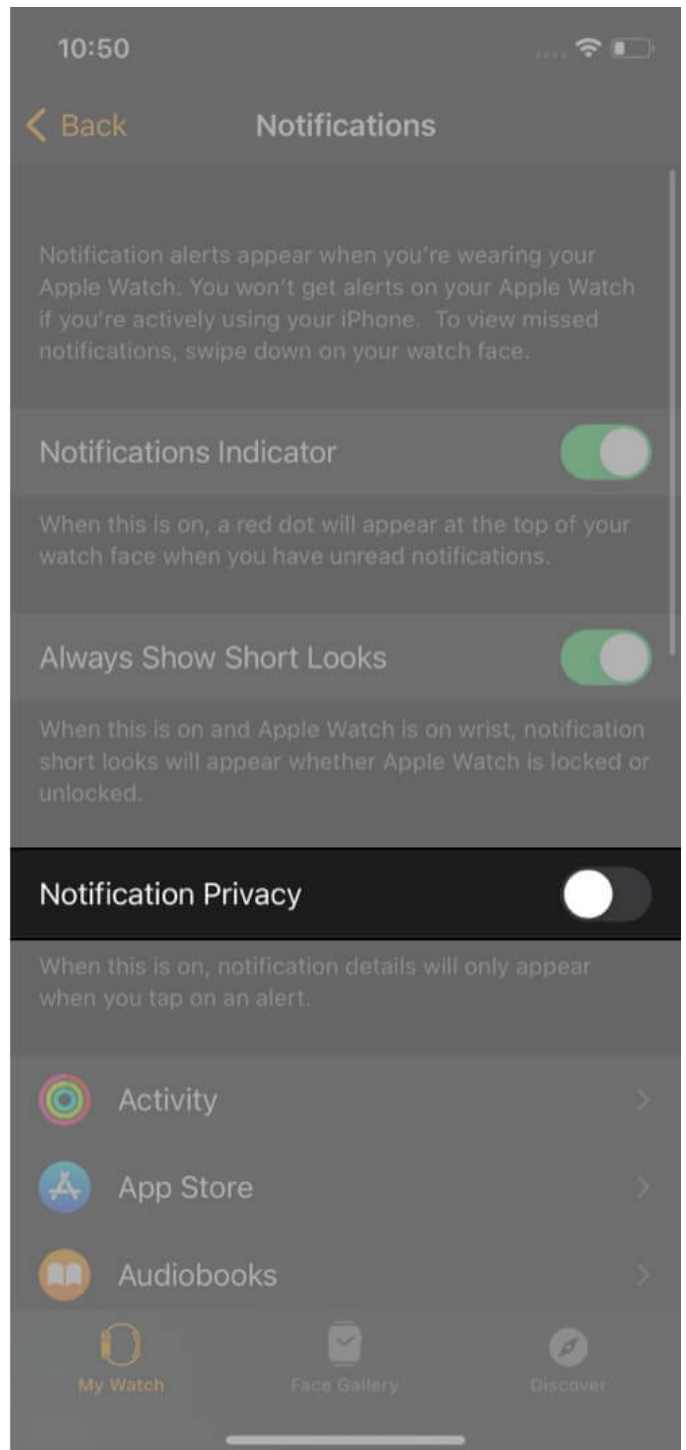 10:50
Back
Notifications
Notification alerts appear when you're wearing your
Apple Watch. You won't get alerts on your Apple Watch
if you're actively using your iPhone.  To view missed
notifications, swipe down on your watch face.
Notifications Indicator
When this is on, a red dot will appear at the top of your
watch face when you have unread notifications.
Always Show Short Looks
When this is on and Apple Watch is on wrist, notification
short looks will appear whether Apple Watch is locked or
unlocked.
Notification Privacy
When this is on, notification details will only appear
when you tap on an alert.
Activity
App Store
Audiobooks
My Watch
Face Gallery
Discover